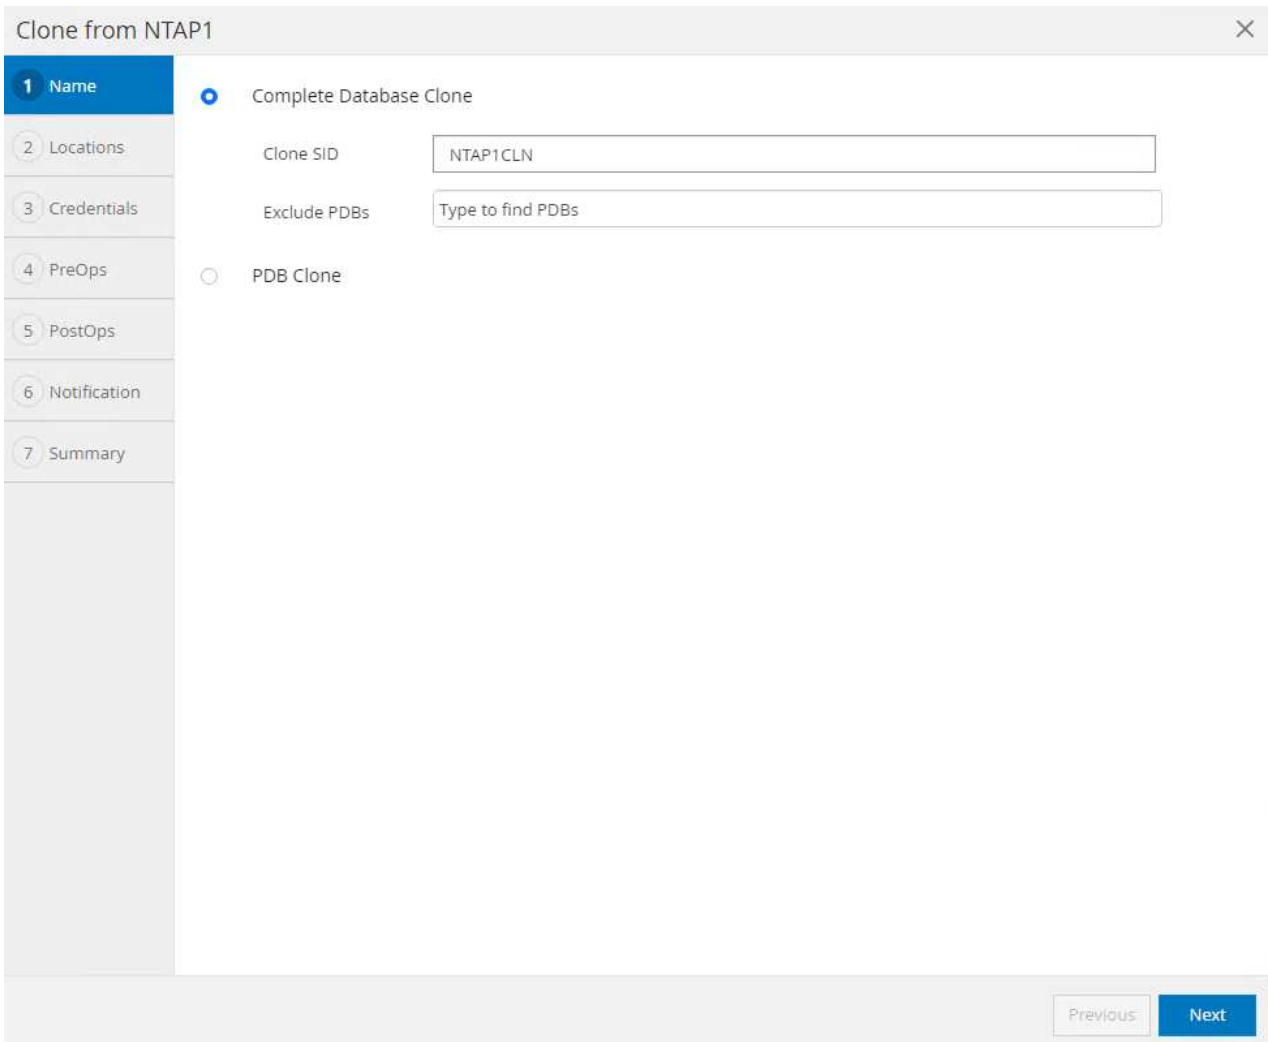 Clone from NTAP1
1 Name
2 Locations
3 Credentials
4 PreOps
5 PostOps
6 Notification
7 Summary
Complete Database Clone
Clone SID NTAP1CLN
Exclude PDBs Type to find PDBs
PDB Clone
Previous Next